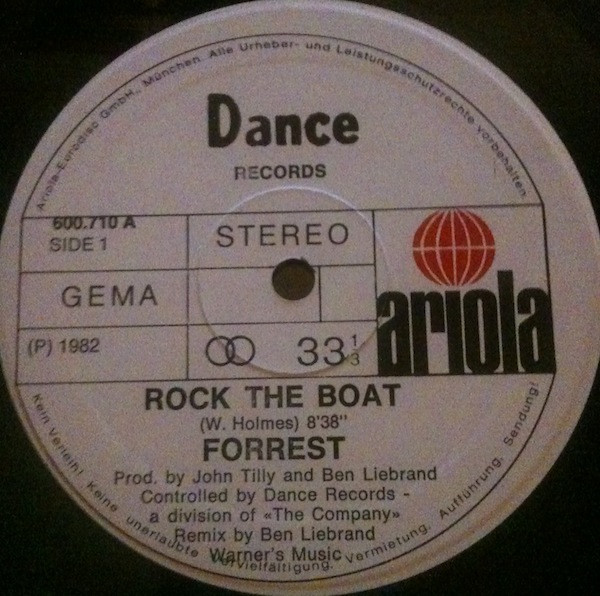 Ariola-Eurodisc GmbH., München. Alle Urheber- und Leistungsschutzrechte vorbehalten.
Dance
RECORDS
600.710 A
SIDE 1
STEREO
GEMA
(P) 1982
33 1/3
ariola
ROCK THE BOAT
(W. Holmes) 8'38"
FORREST
Prod. by John Tilly and Ben Liebrand
Controlled by Dance Records -
a division of «The Company»
Remix by Ben Liebrand
Warner's Music
Kein Verleih! Keine unerlaubte Vervielfältigung, Vermietung, Aufführung, Sendung!